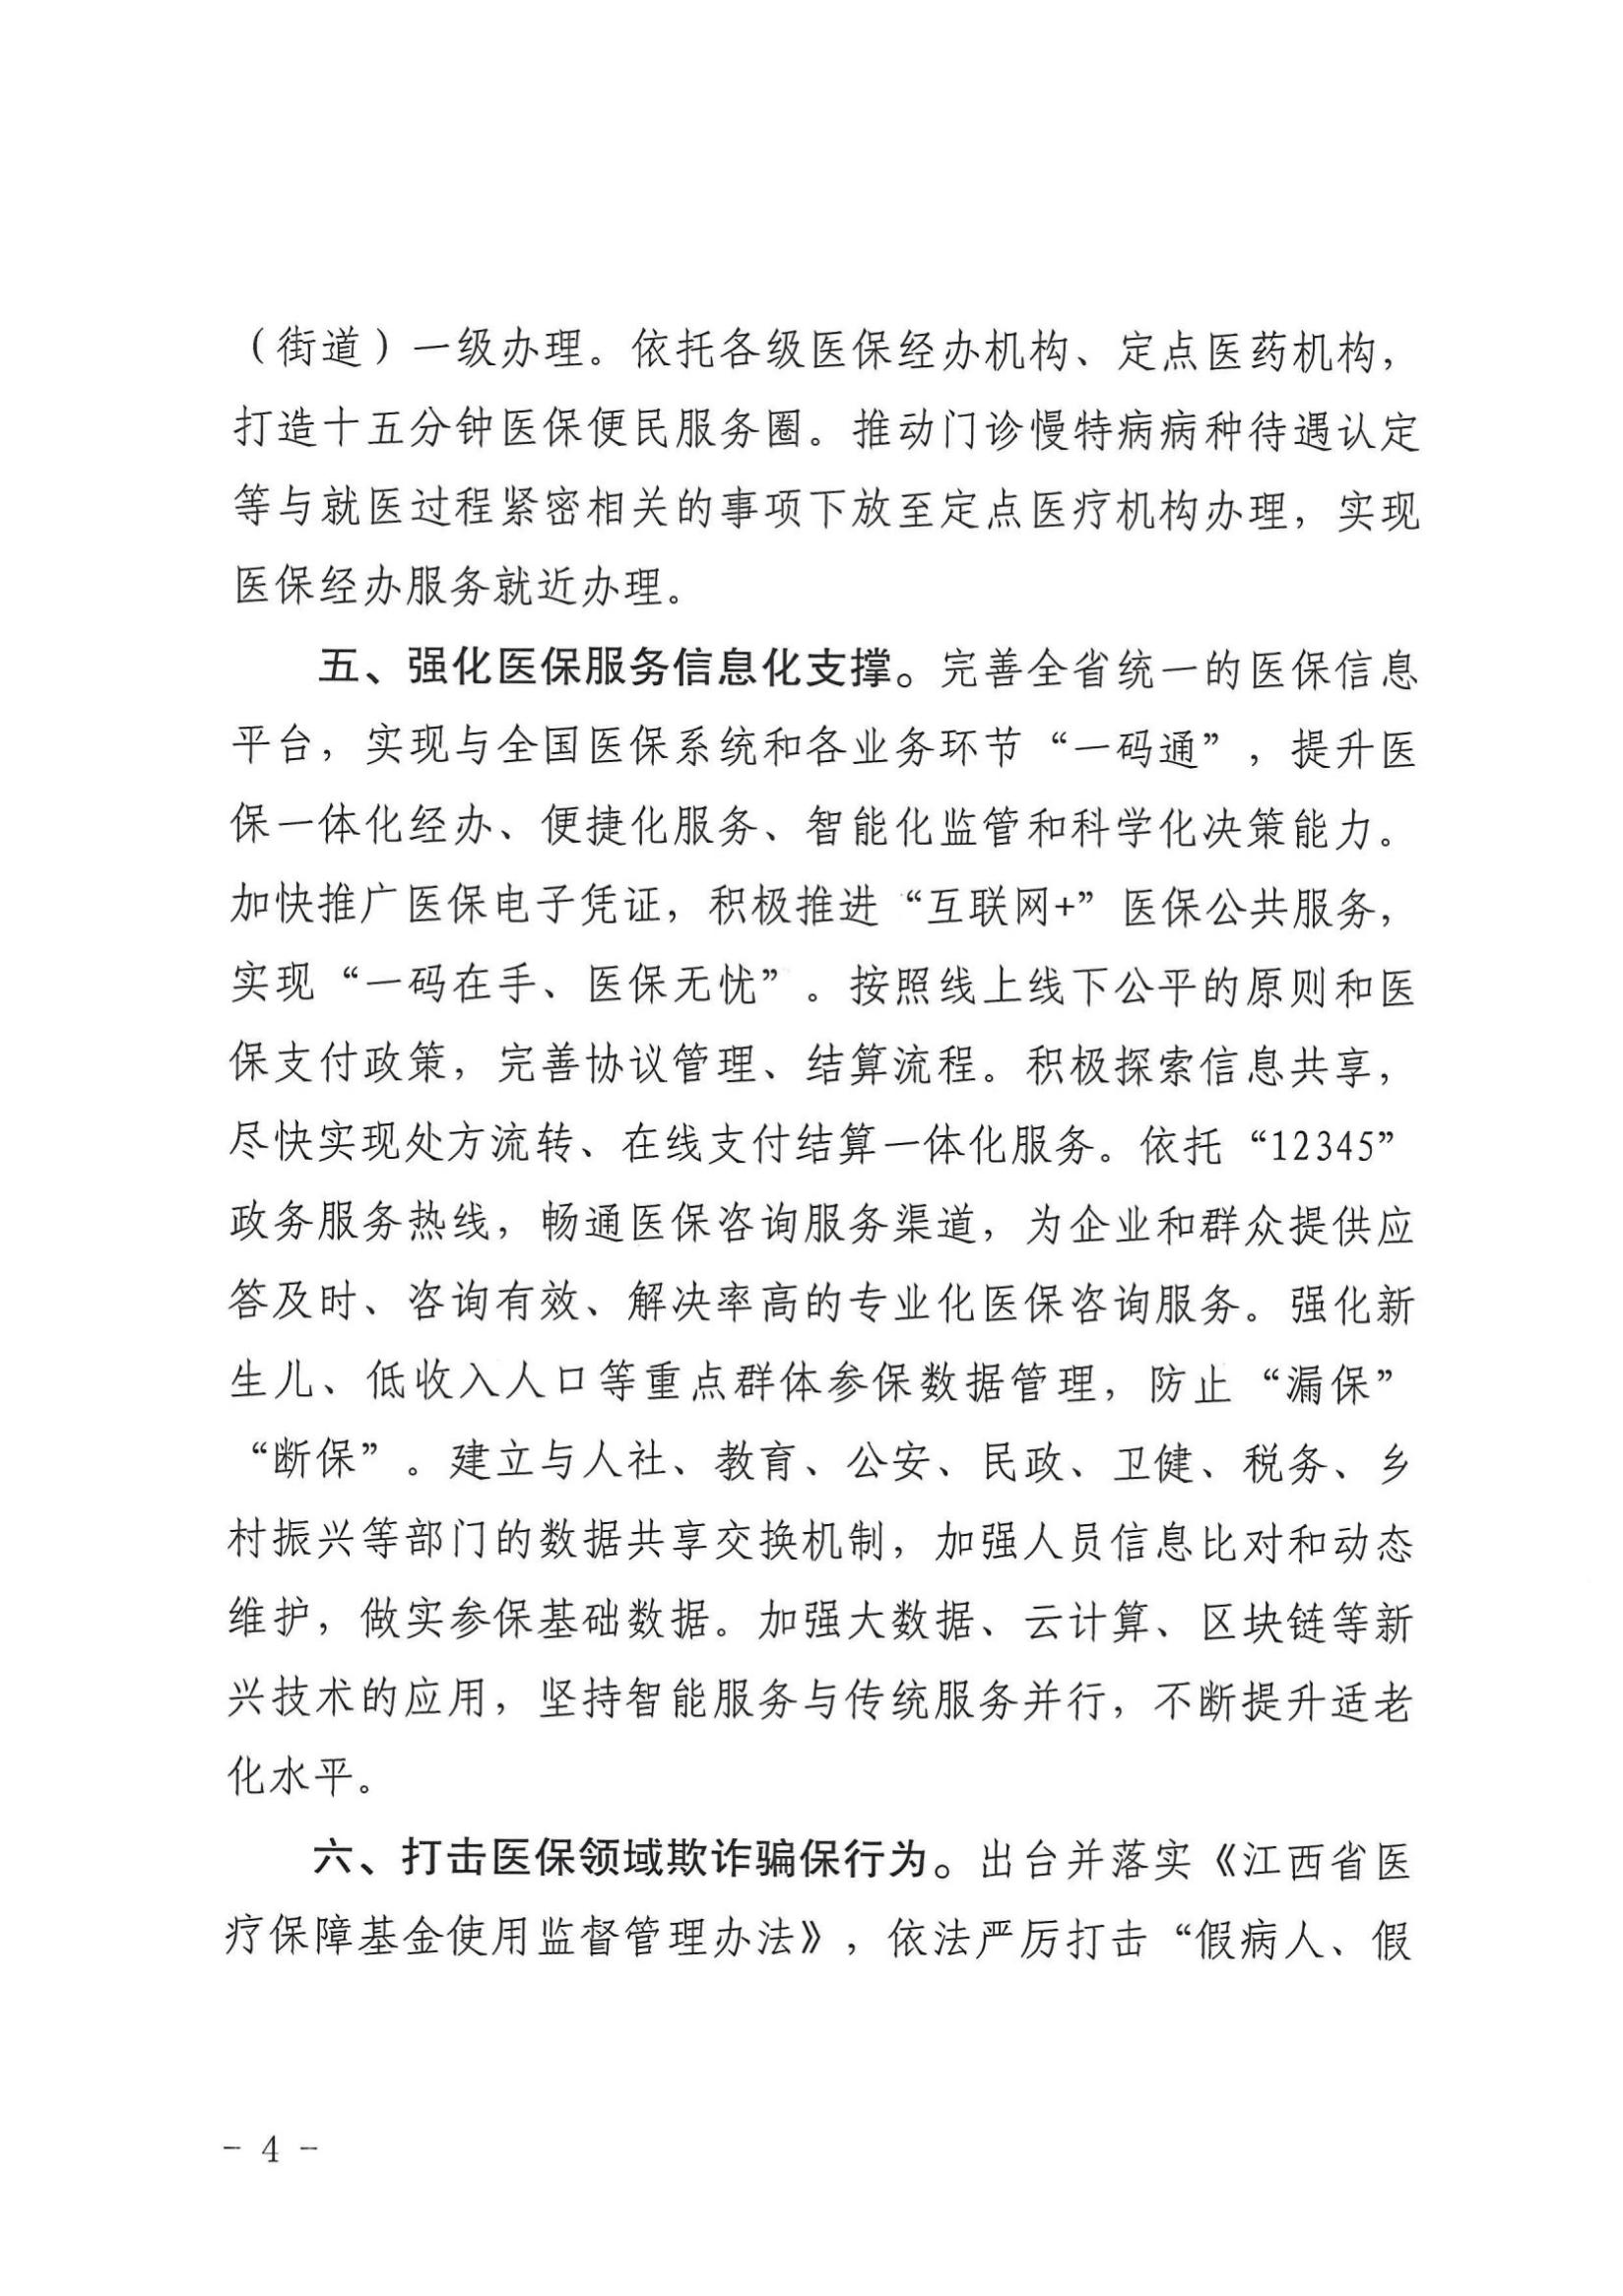 （街道）一级办理。依托各级医保经办机构、定点医药机构，
打造十五分钟医保便民服务圈。推动门诊慢特病病种待遇认定
等与就医过程紧密相关的事项下放至定点医疗机构办理，实现
医保经办服务就近办理。
五、强化医保服务信息化支撑。完善全省统一的医保信息
平台，实现与全国医保系统和各业务环节“一码通”，提升医
保一体化经办、便捷化服务、智能化监管和科学化决策能力。
加快推广医保电子凭证，积极推进“互联网+”医保公共服务，
实现“一码在手、医保无忧”。按照线上线下公平的原则和医
保支付政策，完善协议管理、结算流程。积极探索信息共享，
尽快实现处方流转、在线支付结算一体化服务。依托“12345”
政务服务热线，畅通医保咨询服务渠道，为企业和群众提供应
答及时、咨询有效、解决率高的专业化医保咨询服务。强化新
生儿、低收入人口等重点群体参保数据管理，防止“漏保”
“断保”。建立与人社、教育、公安、民政、卫健、税务、乡
村振兴等部门的数据共享交换机制，加强人员信息比对和动态
维护，做实参保基础数据。加强大数据、云计算、区块链等新
兴技术的应用，坚持智能服务与传统服务并行，不断提升适老
化水平。
六、打击医保领域欺诈骗保行为。出台并落实《江西省医
疗保障基金使用监督管理办法》，依法严厉打击“假病人、假
- 4 -